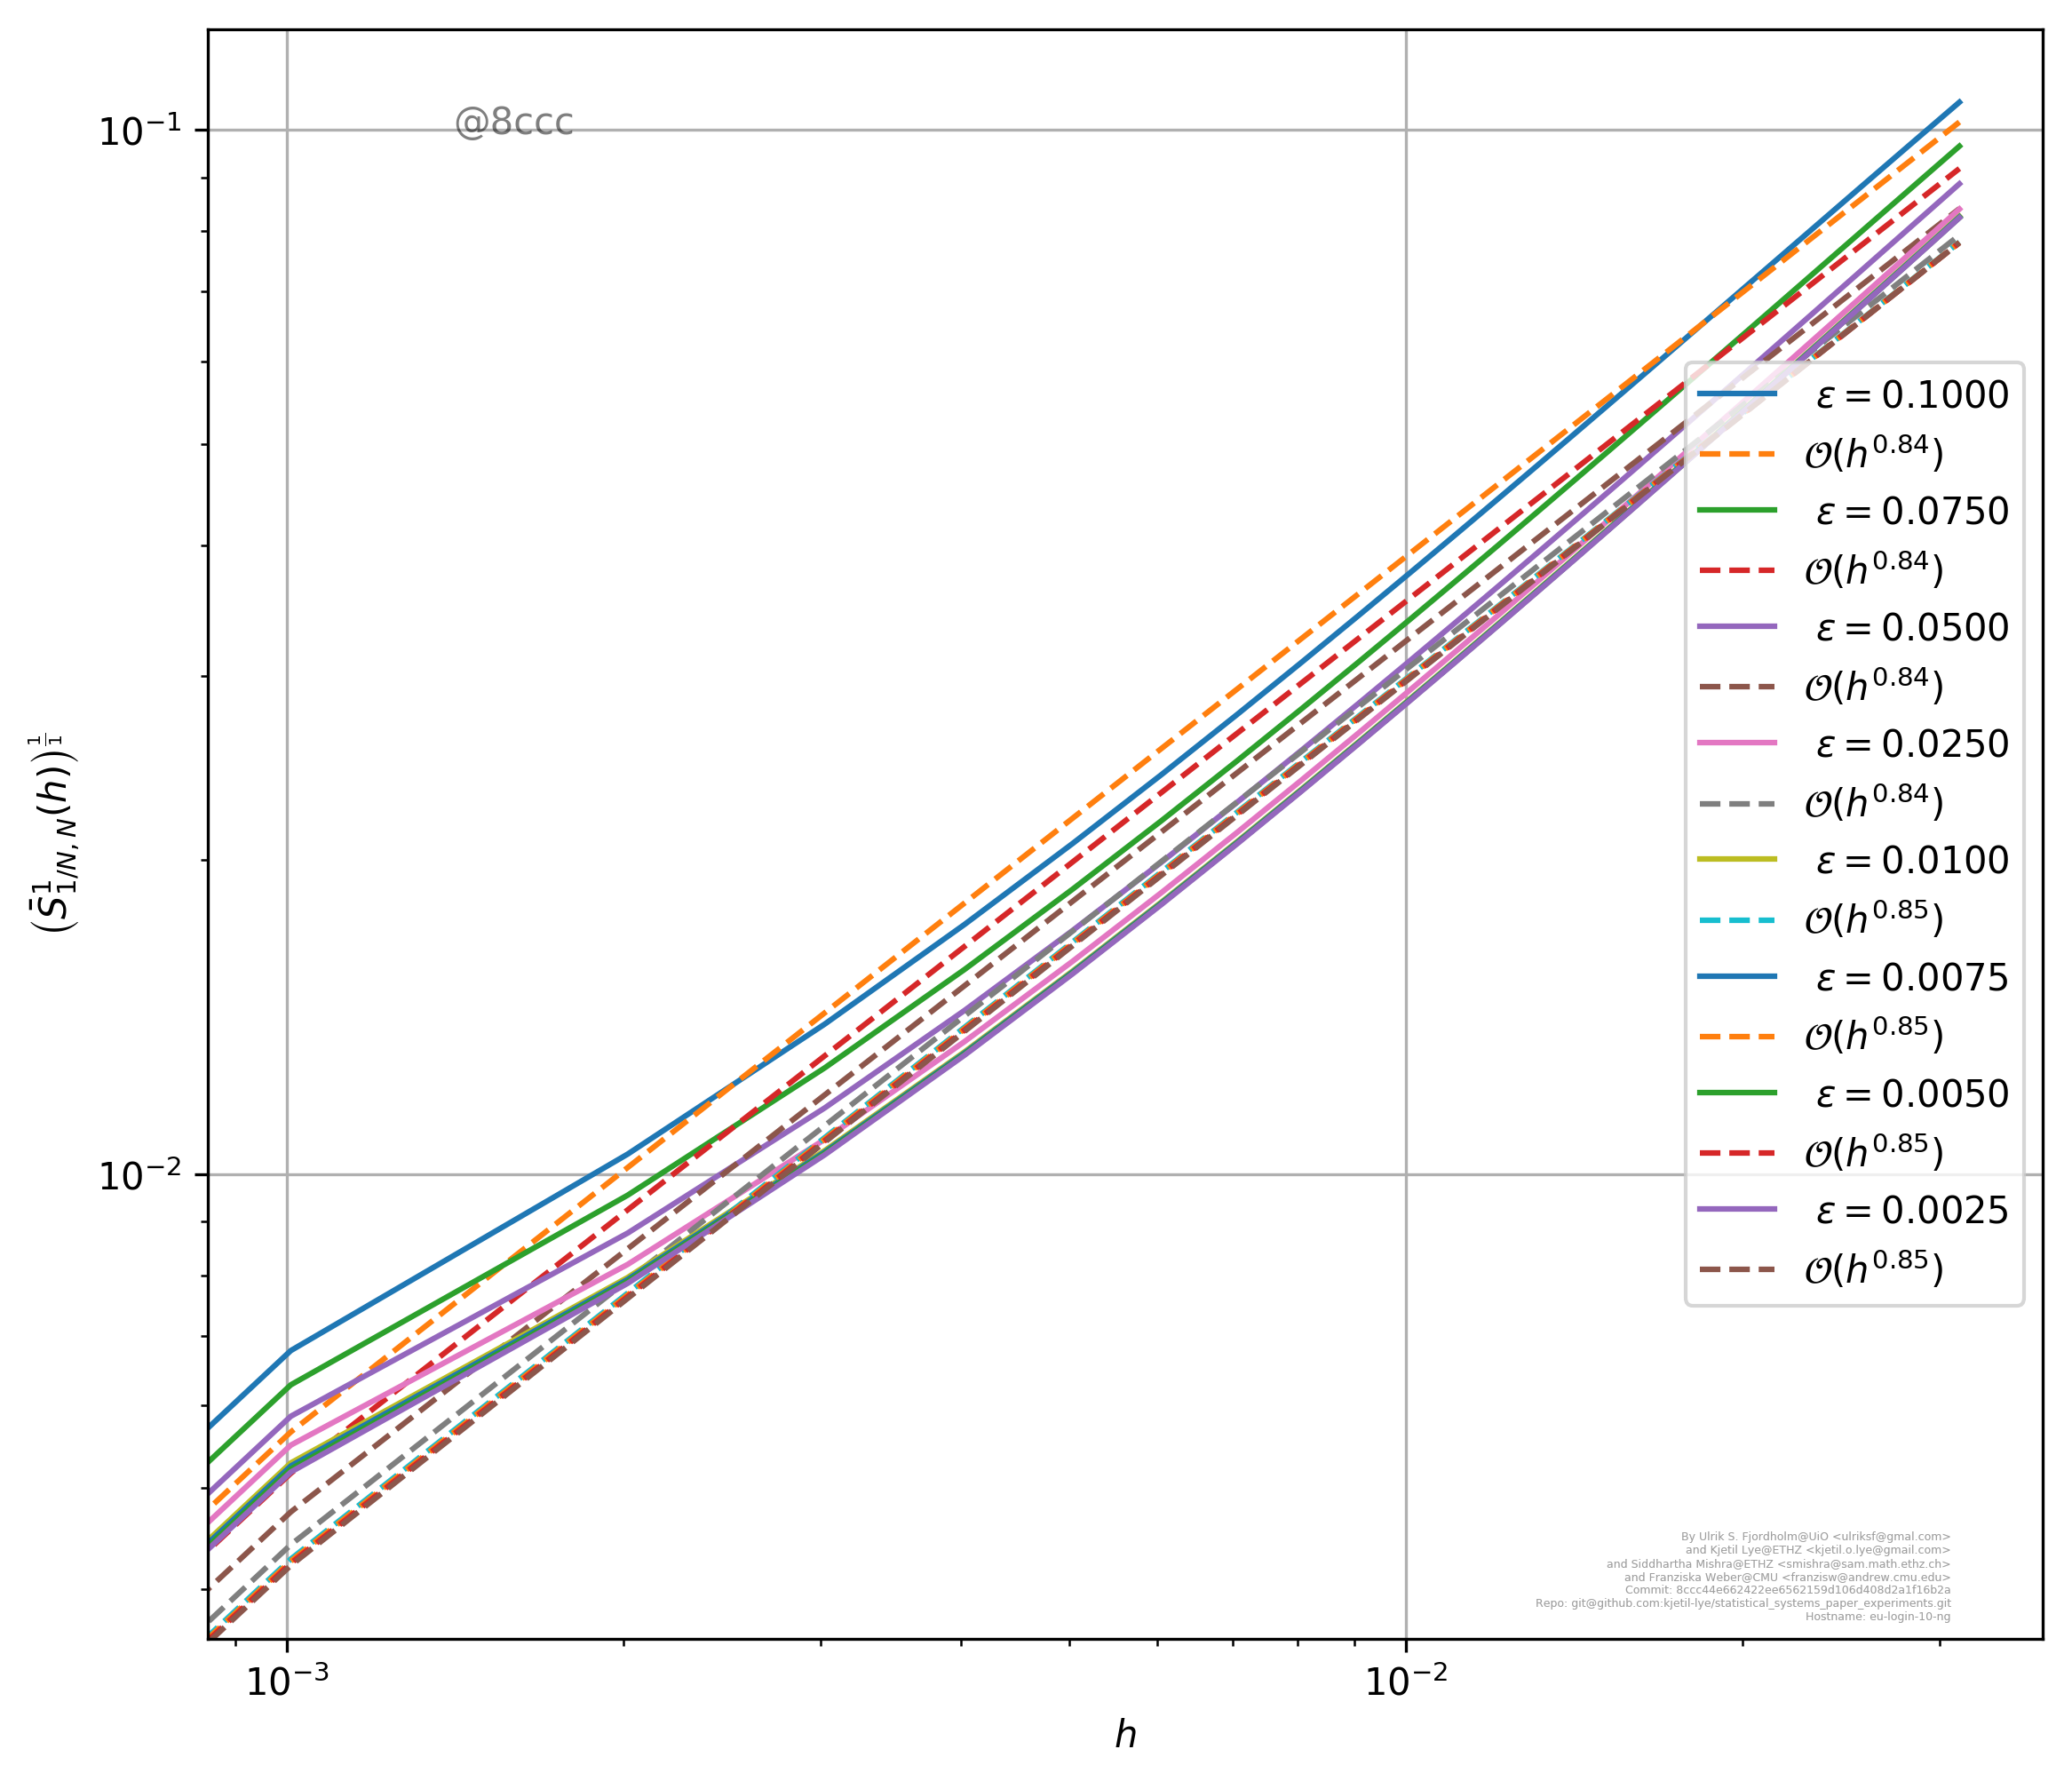 @8ccc
10⁻¹
10⁻²
(S̄¹₁/N, N(h))^(1/1)
10⁻³
10⁻²
h
ε = 0.1000
𝒪(h^0.84)
ε = 0.0750
𝒪(h^0.84)
ε = 0.0500
𝒪(h^0.84)
ε = 0.0250
𝒪(h^0.84)
ε = 0.0100
𝒪(h^0.85)
ε = 0.0075
𝒪(h^0.85)
ε = 0.0050
𝒪(h^0.85)
ε = 0.0025
𝒪(h^0.85)
By Ulrik S. Fjordholm@UiO <ulriksf@gmal.com>
and Kjetil Lye@ETHZ <kjetil.o.lye@gmail.com>
and Siddhartha Mishra@ETHZ <smishra@sam.math.ethz.ch>
and Franziska Weber@CMU <franzisw@andrew.cmu.edu>
Commit: 8ccc44e662422ee6562159d106d408d2a1f16b2a
Repo: git@github.com:kjetil-lye/statistical_systems_paper_experiments.git
Hostname: eu-login-10-ng